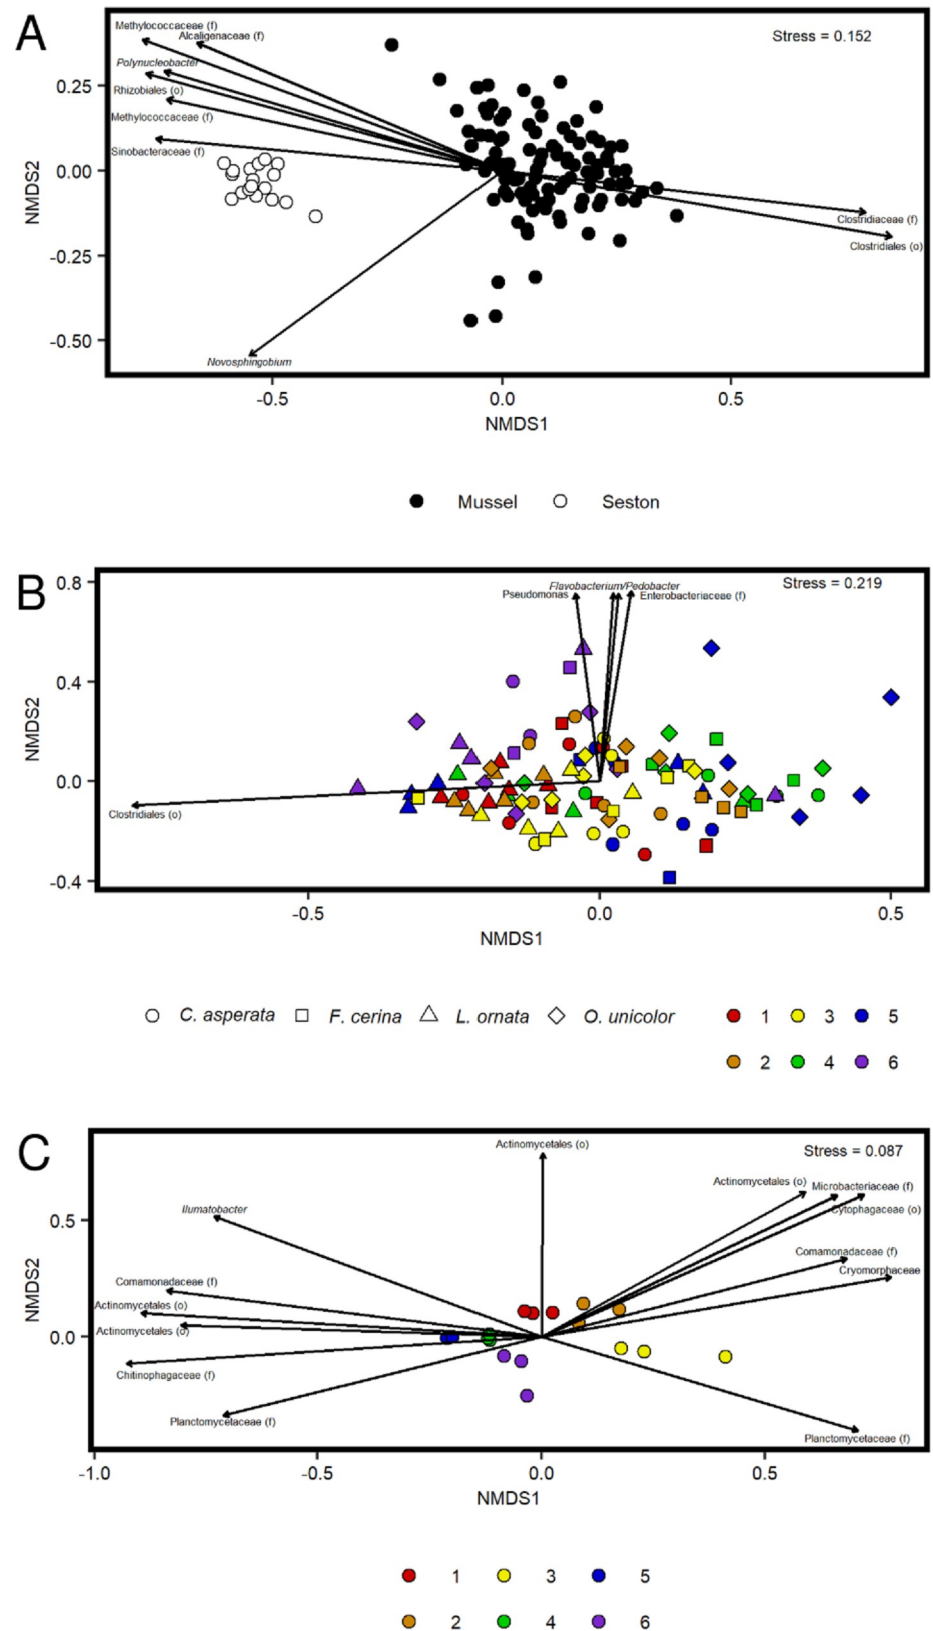 A
Stress = 0.152
Methylococcaceae (f)
Alcaligenaceae (f)
Polynucleobacter
Rhizobiales (o)
Methylococcaceae (f)
Sinobacteraceae (f)
Clostridiaceae (f)
Clostridiales (o)
Novosphingobium
NMDS2
0.25
0.00
-0.25
-0.50
-0.5 0.0 0.5
NMDS1
Mussel Seston
B
Stress = 0.219
Flavobacterium/Pedobacter
Pseudomonas Enterobacteriaceae (f)
Clostridiales (o)
NMDS2
0.8
0.4
0.0
-0.4
-0.5 0.0 0.5
NMDS1
C. asperata F. cerina L. ornata O. unicolor 1 3 5
2 4 6
C
Actinomycetales (o)
Stress = 0.087
Actinomycetales (o) Microbacteriaceae (f)
Cytophagaceae (o)
Ilumatobacter
Comamonadaceae (f)
Cryomorphaceae
Comamonadaceae (f)
Actinomycetales (o)
Actinomycetales (o)
Chitinophagaceae (f)
Planctomycetaceae (f)
Planctomycetaceae (f)
NMDS2
0.5
0.0
-1.0 -0.5 0.0 0.5
NMDS1
1 3 5
2 4 6